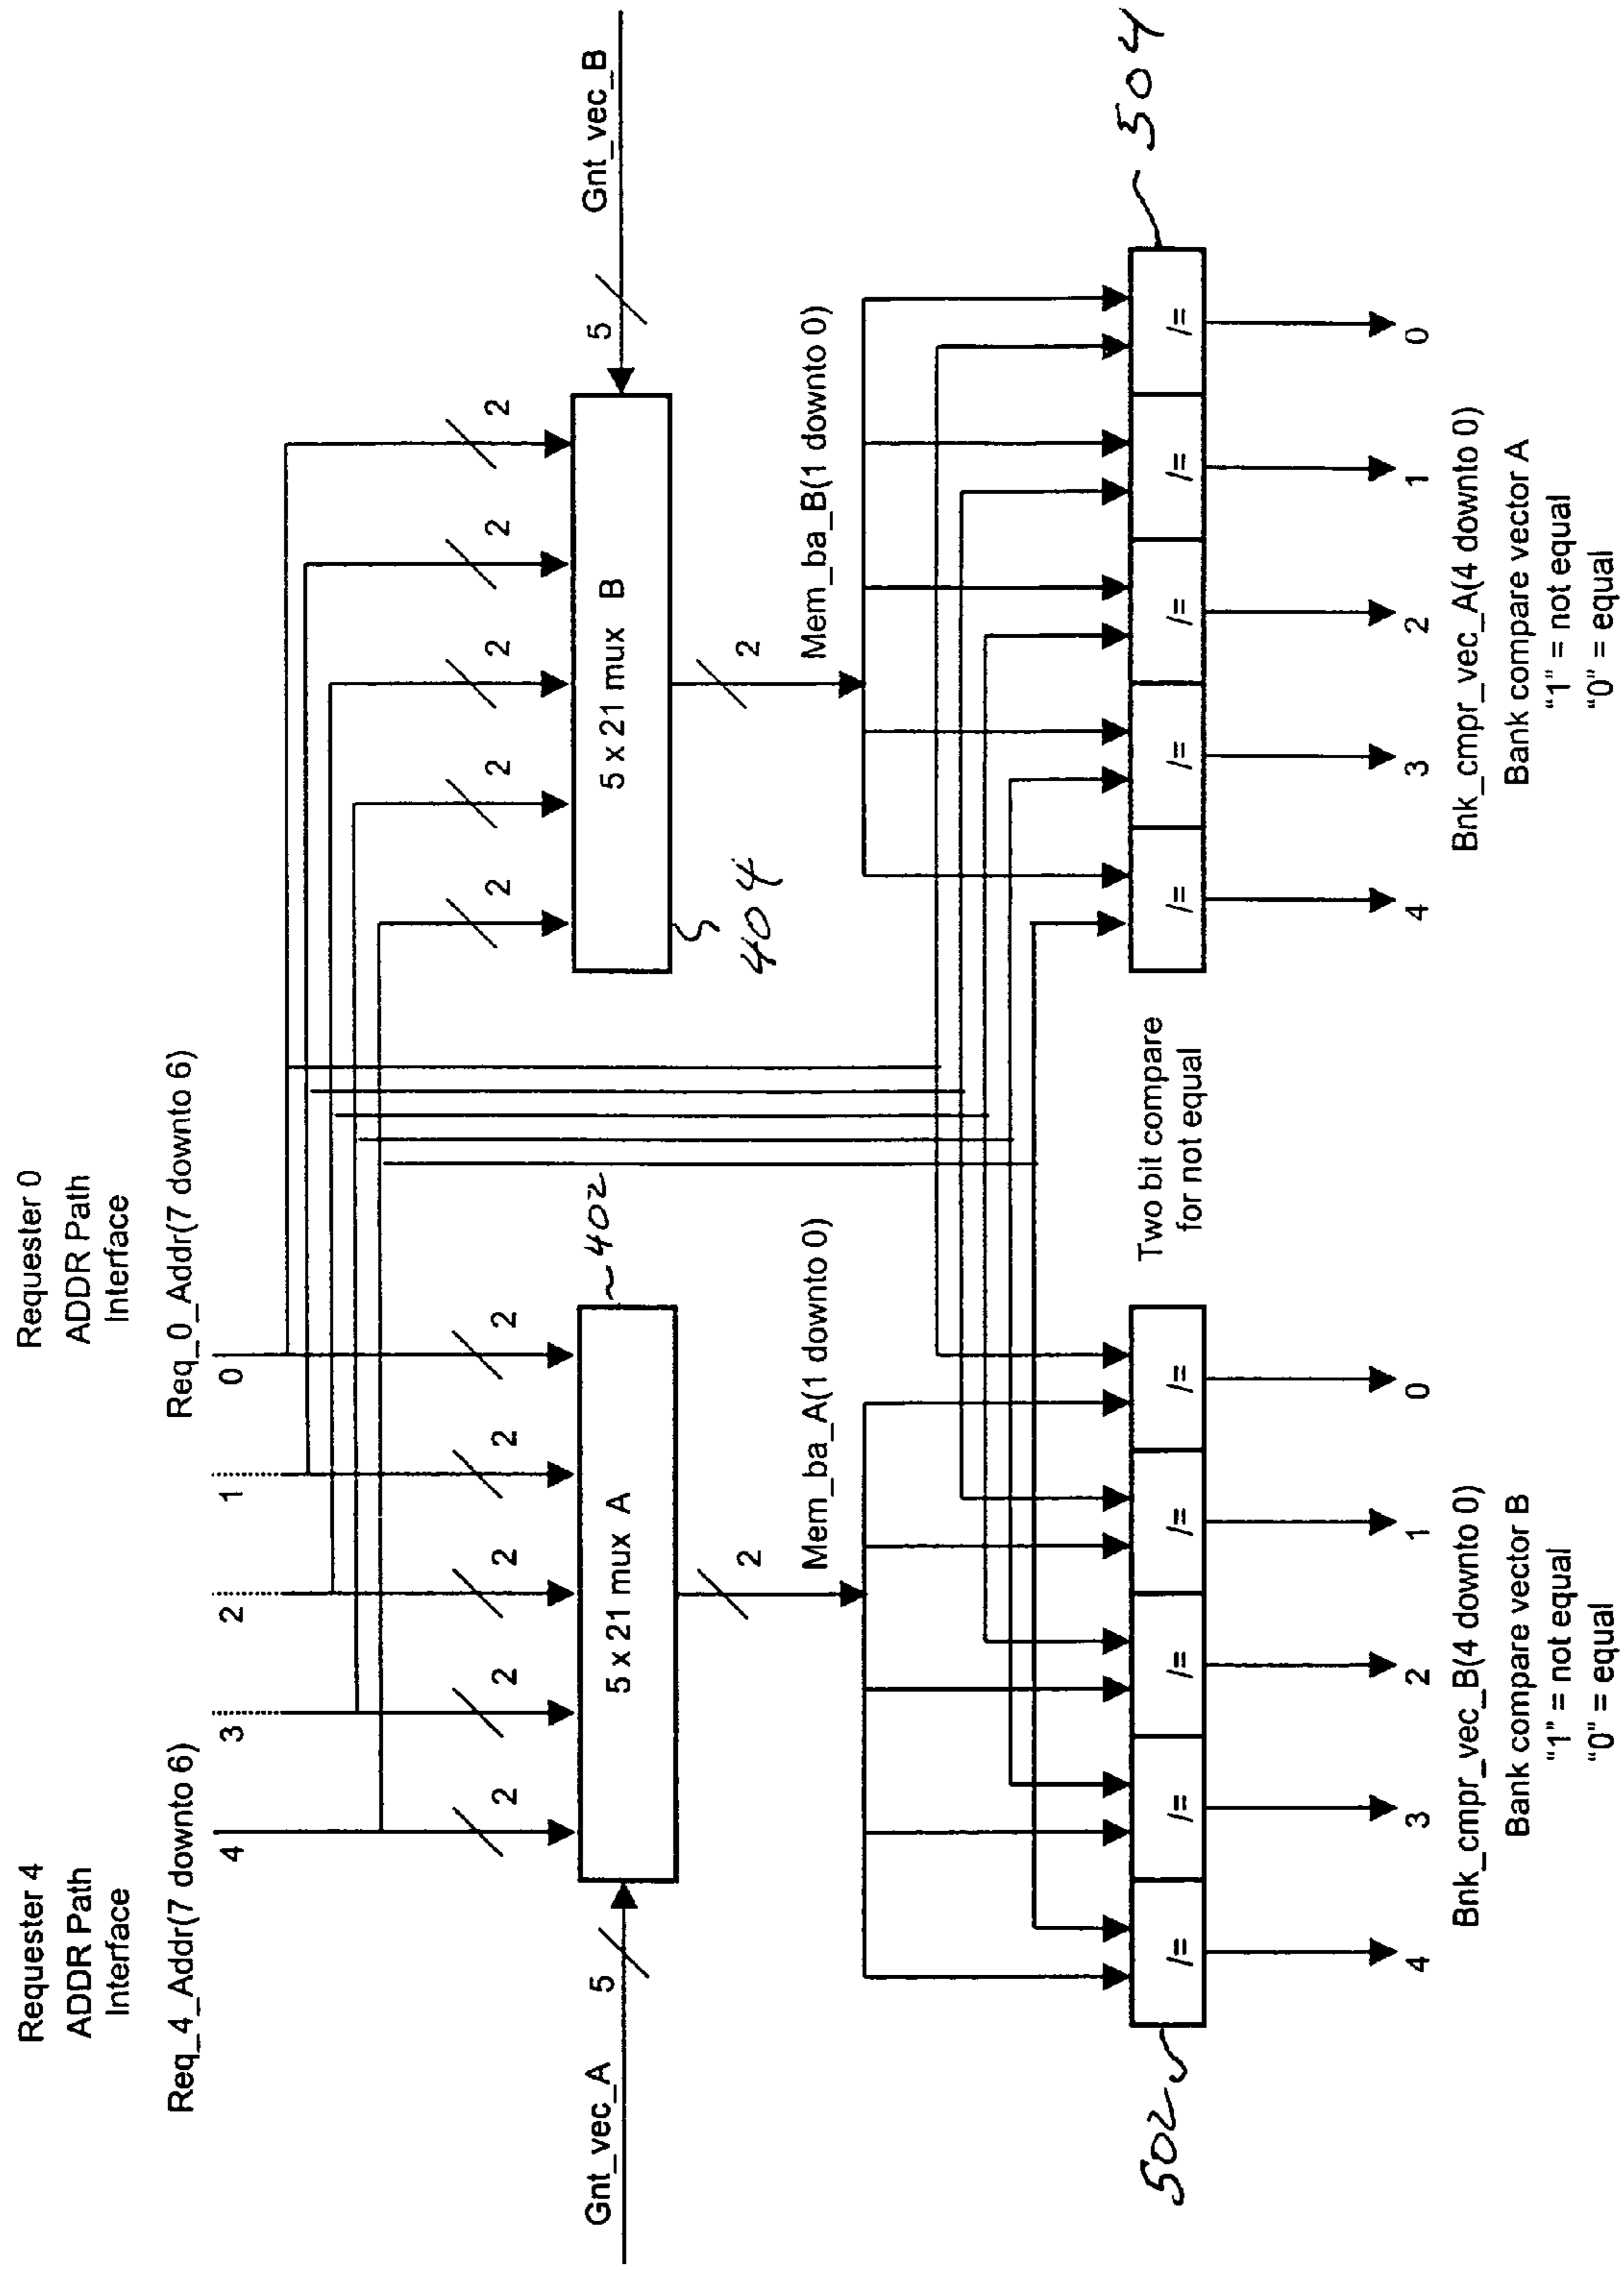 Requester 4
ADDR Path
Interface
Req_4_Addr(7 downto 6)
Requester 0
ADDR Path
Interface
Req_0_Addr(7 downto 6)
4
3
2
1
0
2
2
2
2
2
2
2
2
2
2
Gnt_vec_A
5
5 x 21 mux A
402
5 x 21 mux B
404
5
Gnt_vec_B
2
Mem_ba_A(1 downto 0)
2
Mem_ba_B(1 downto 0)
502
/=
/=
/=
/=
/=
Two bit compare
for not equal
/=
/=
/=
/=
/=
504
4
3
2
1
0
4
3
2
1
0
Bnk_cmpr_vec_B(4 downto 0)
Bank compare vector B
"1" = not equal
"0" = equal
Bnk_cmpr_vec_A(4 downto 0)
Bank compare vector A
"1" = not equal
"0" = equal